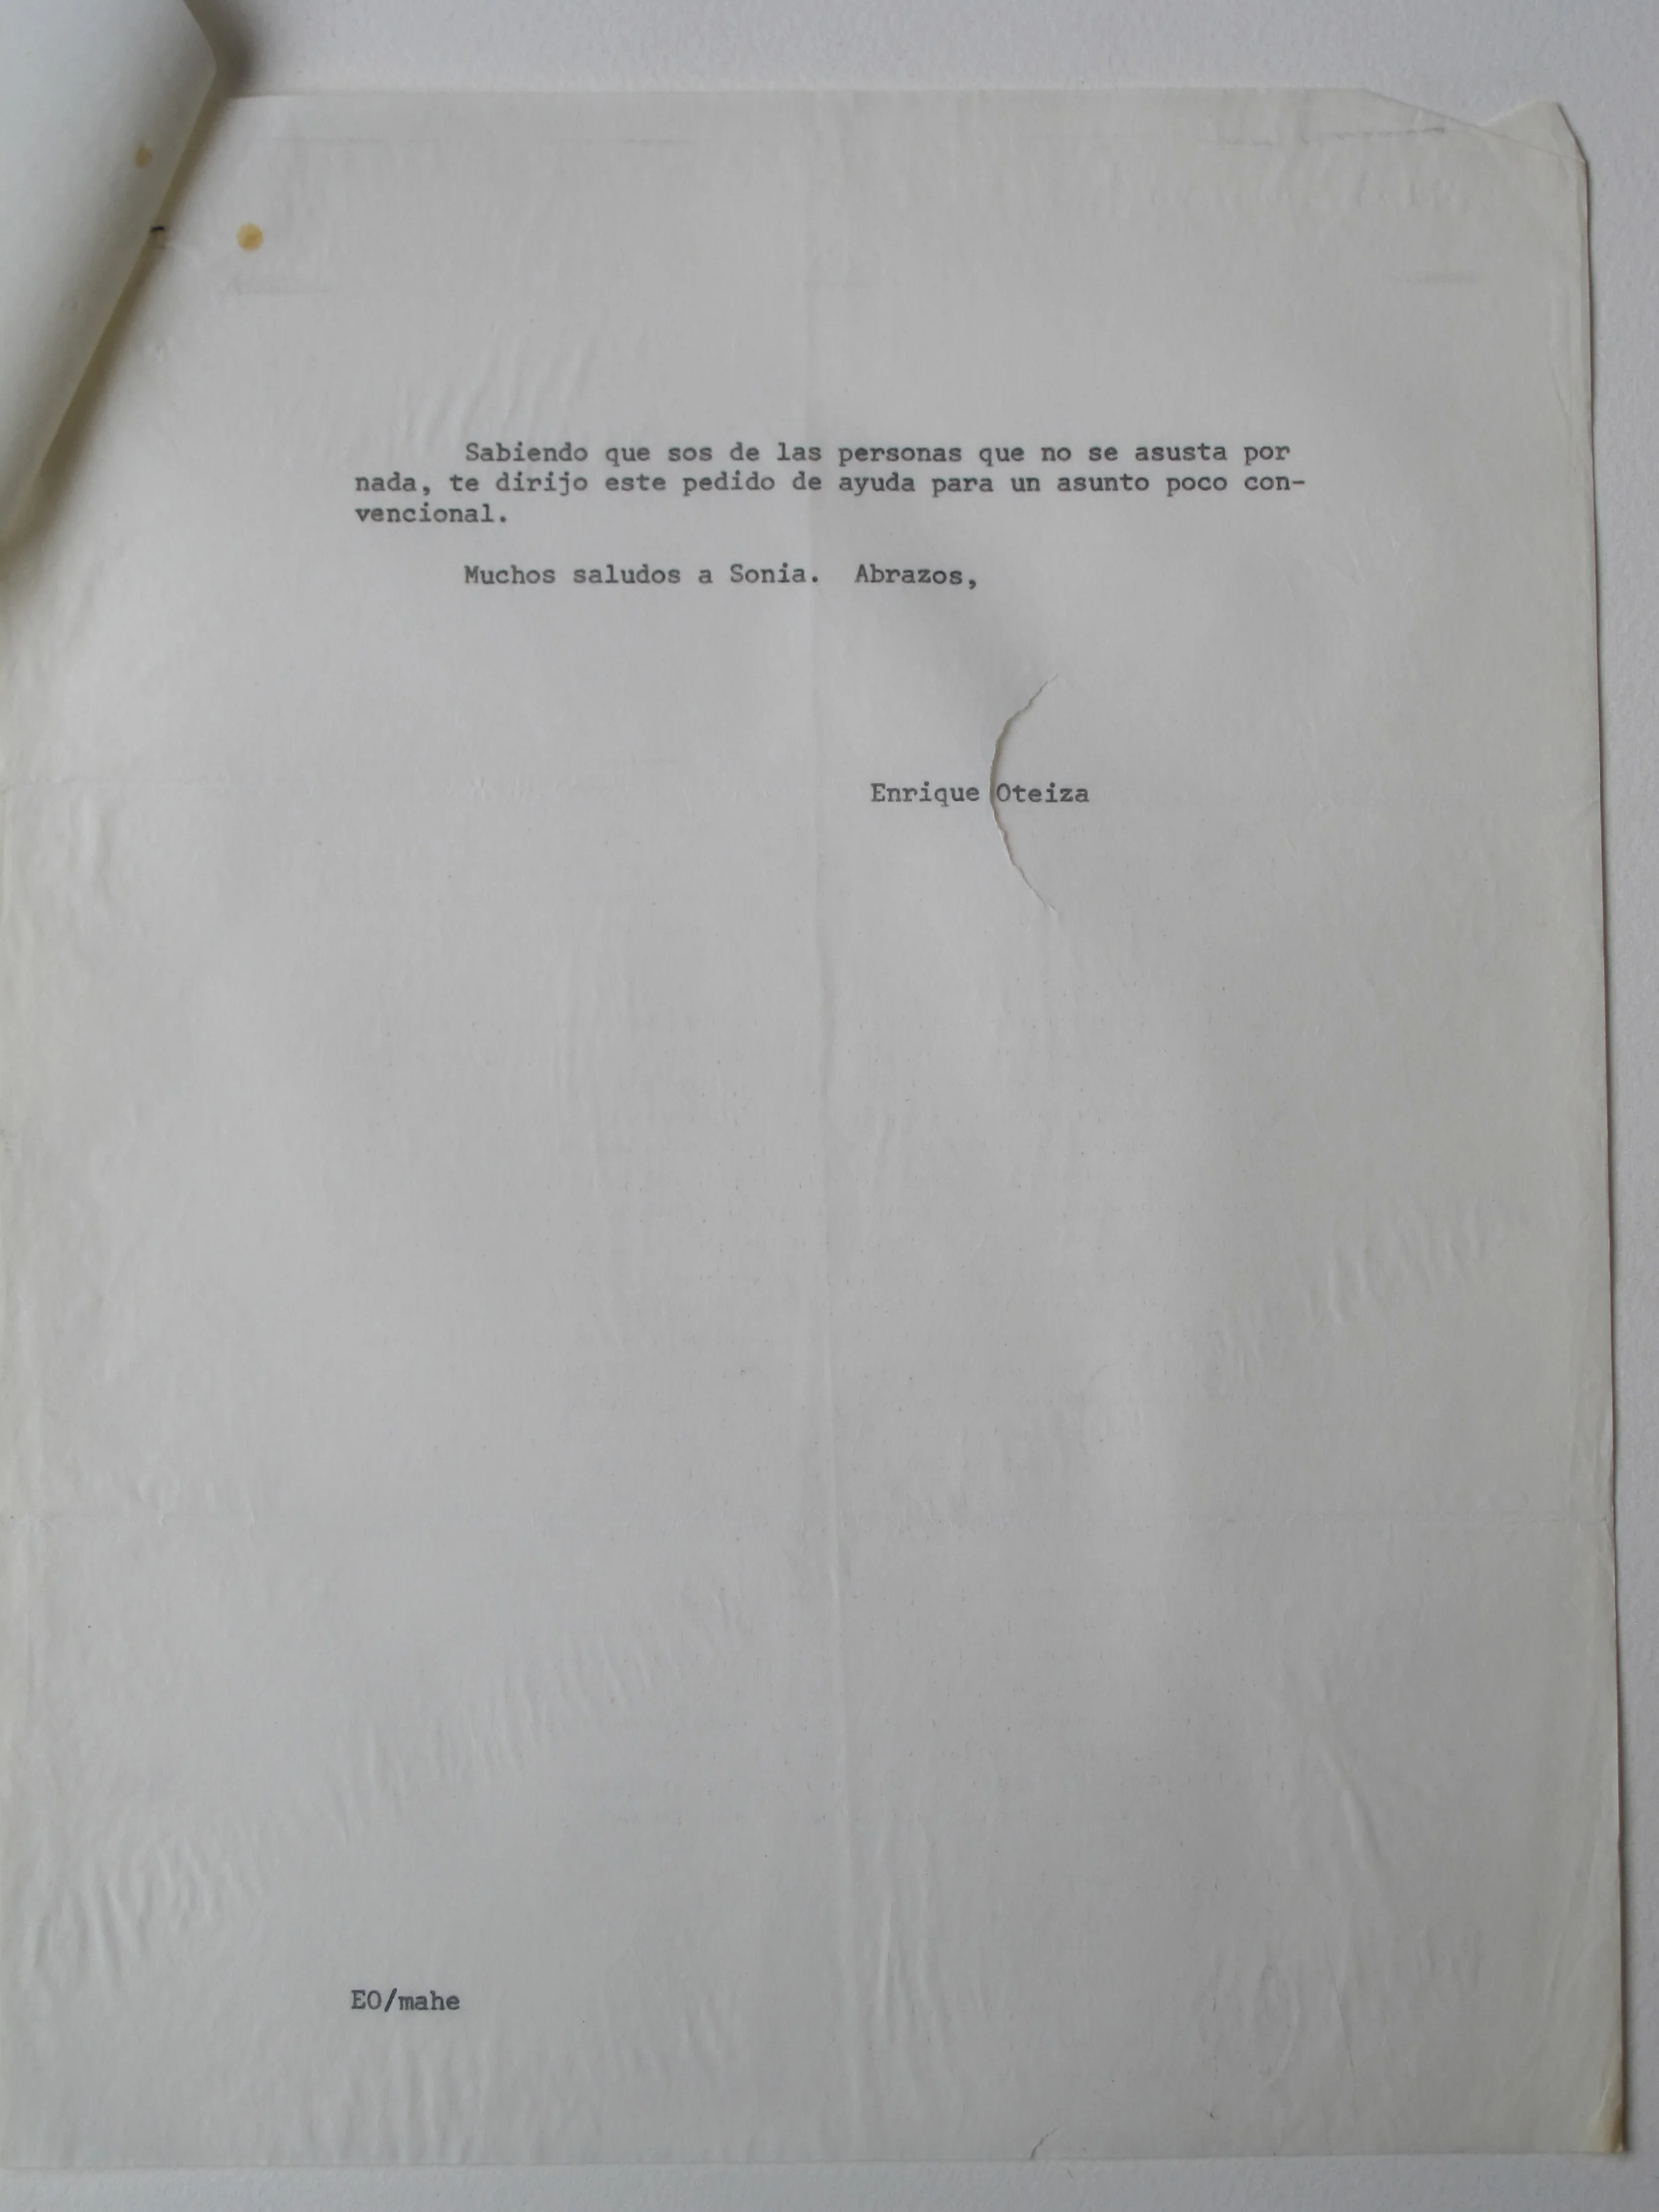 Sabiendo que sos de las personas que no se asusta por
nada, te dirijo este pedido de ayuda para un asunto poco con-
vencional.
Muchos saludos a Sonia. Abrazos,
Enrique Oteiza
EO/mahe